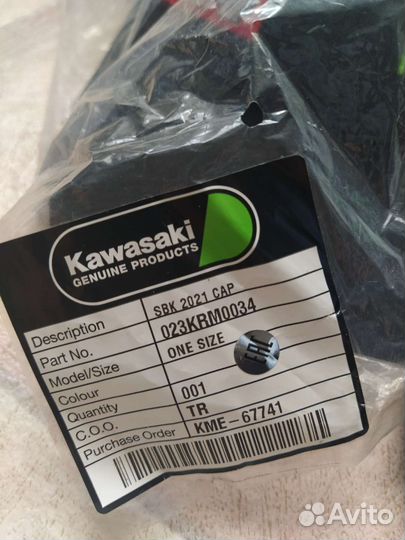 Kawasaki
GENUINE PRODUCTS
Description SBK 2021 CAP
Part No. 023KRM0034
Model/Size ONE SIZE
Colour
Quantity 001
C.O.O. TR
Purchase Order KME-67741
EAC
Avito